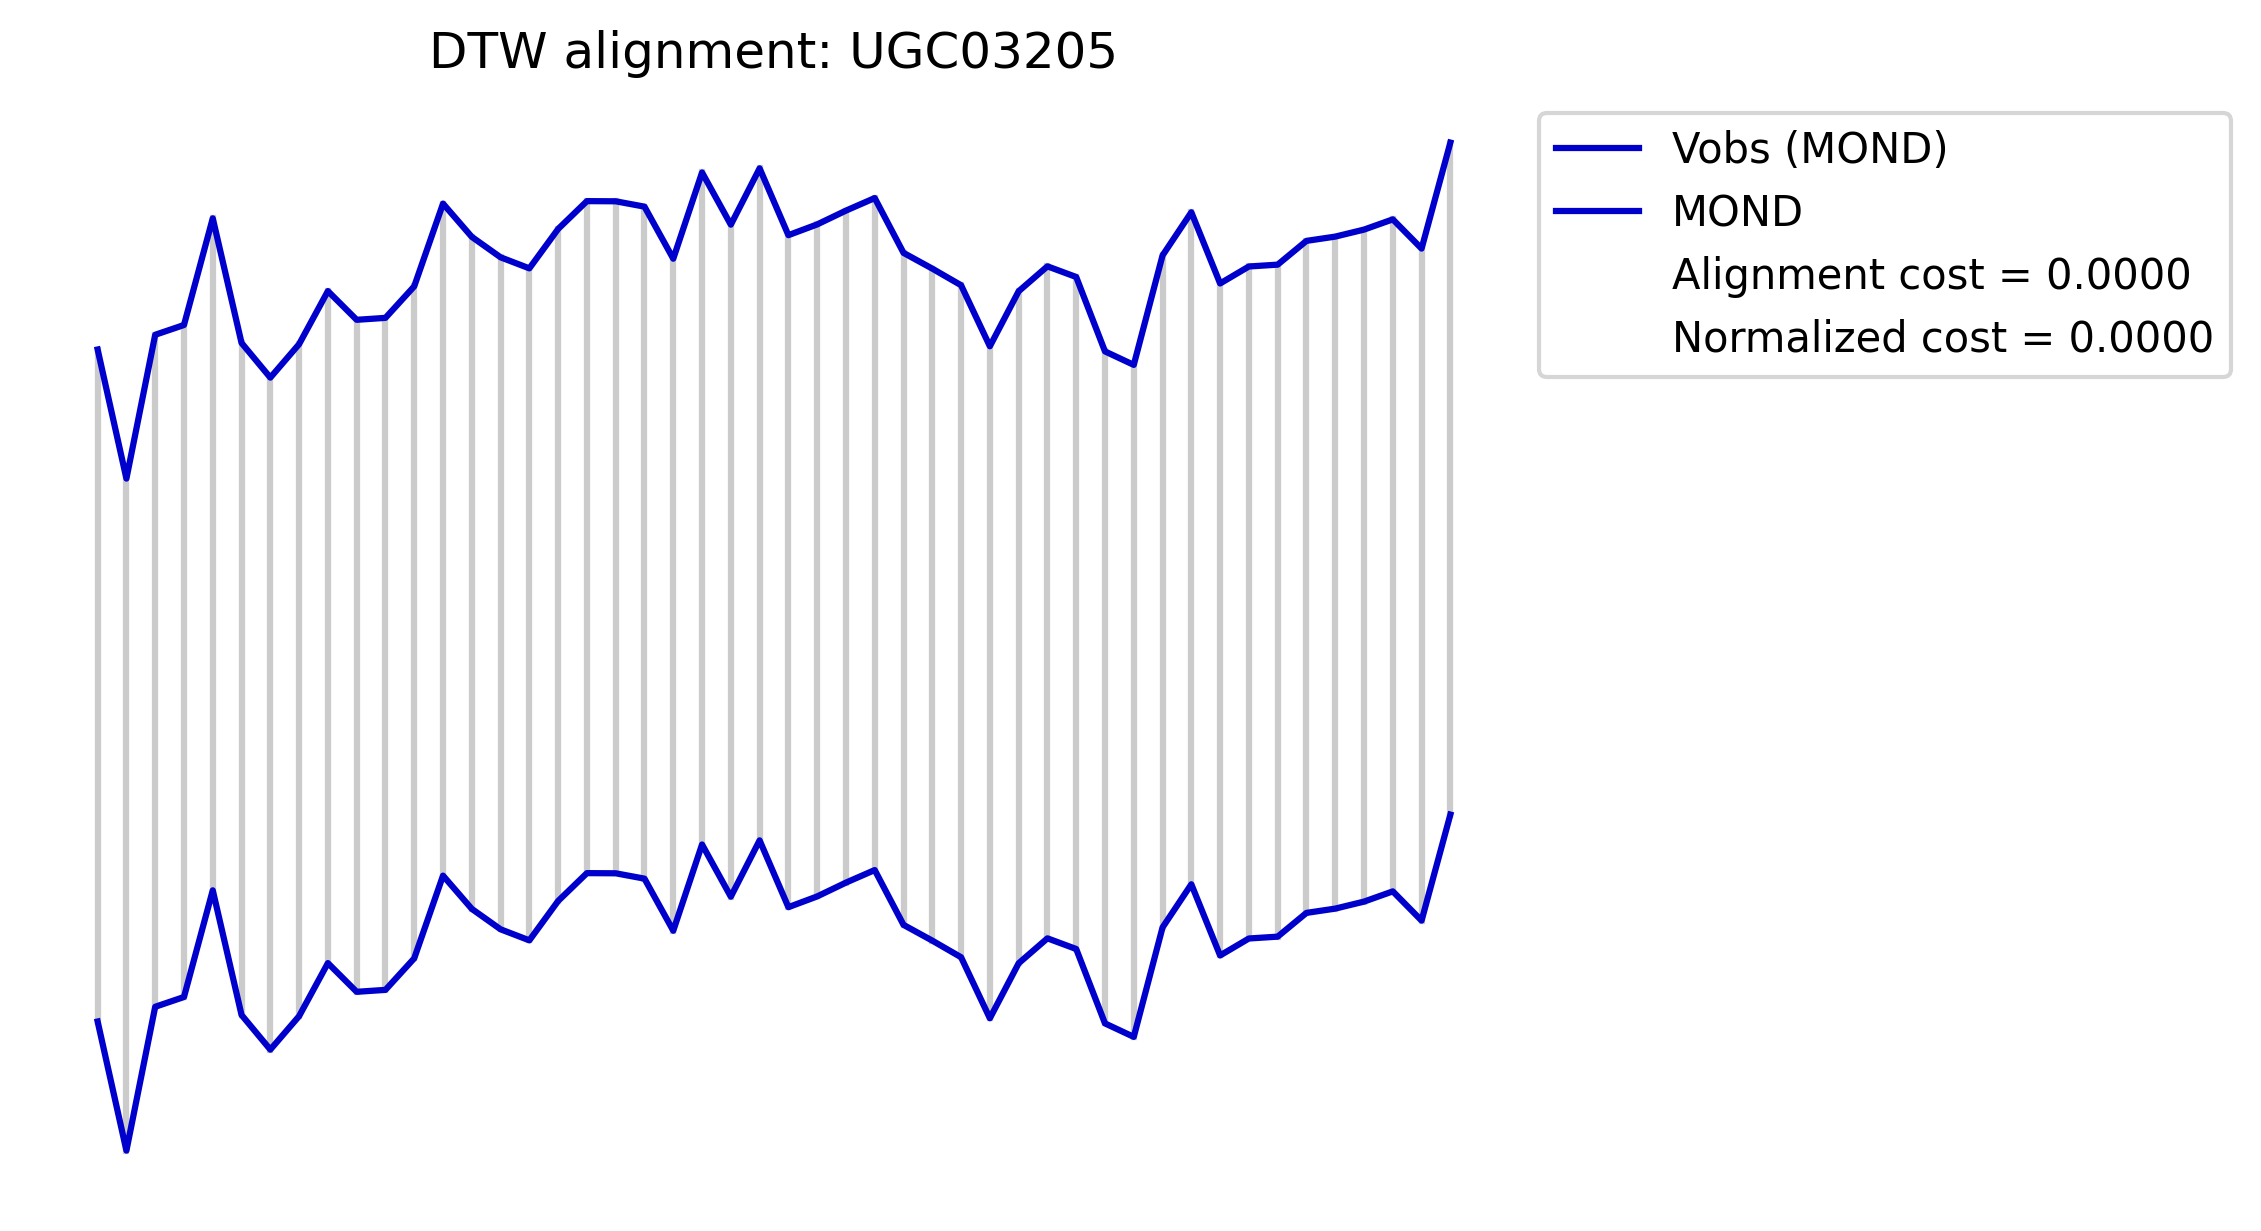 DTW alignment: UGC03205
Vobs (MOND)
MOND
Alignment cost = 0.0000
Normalized cost = 0.0000